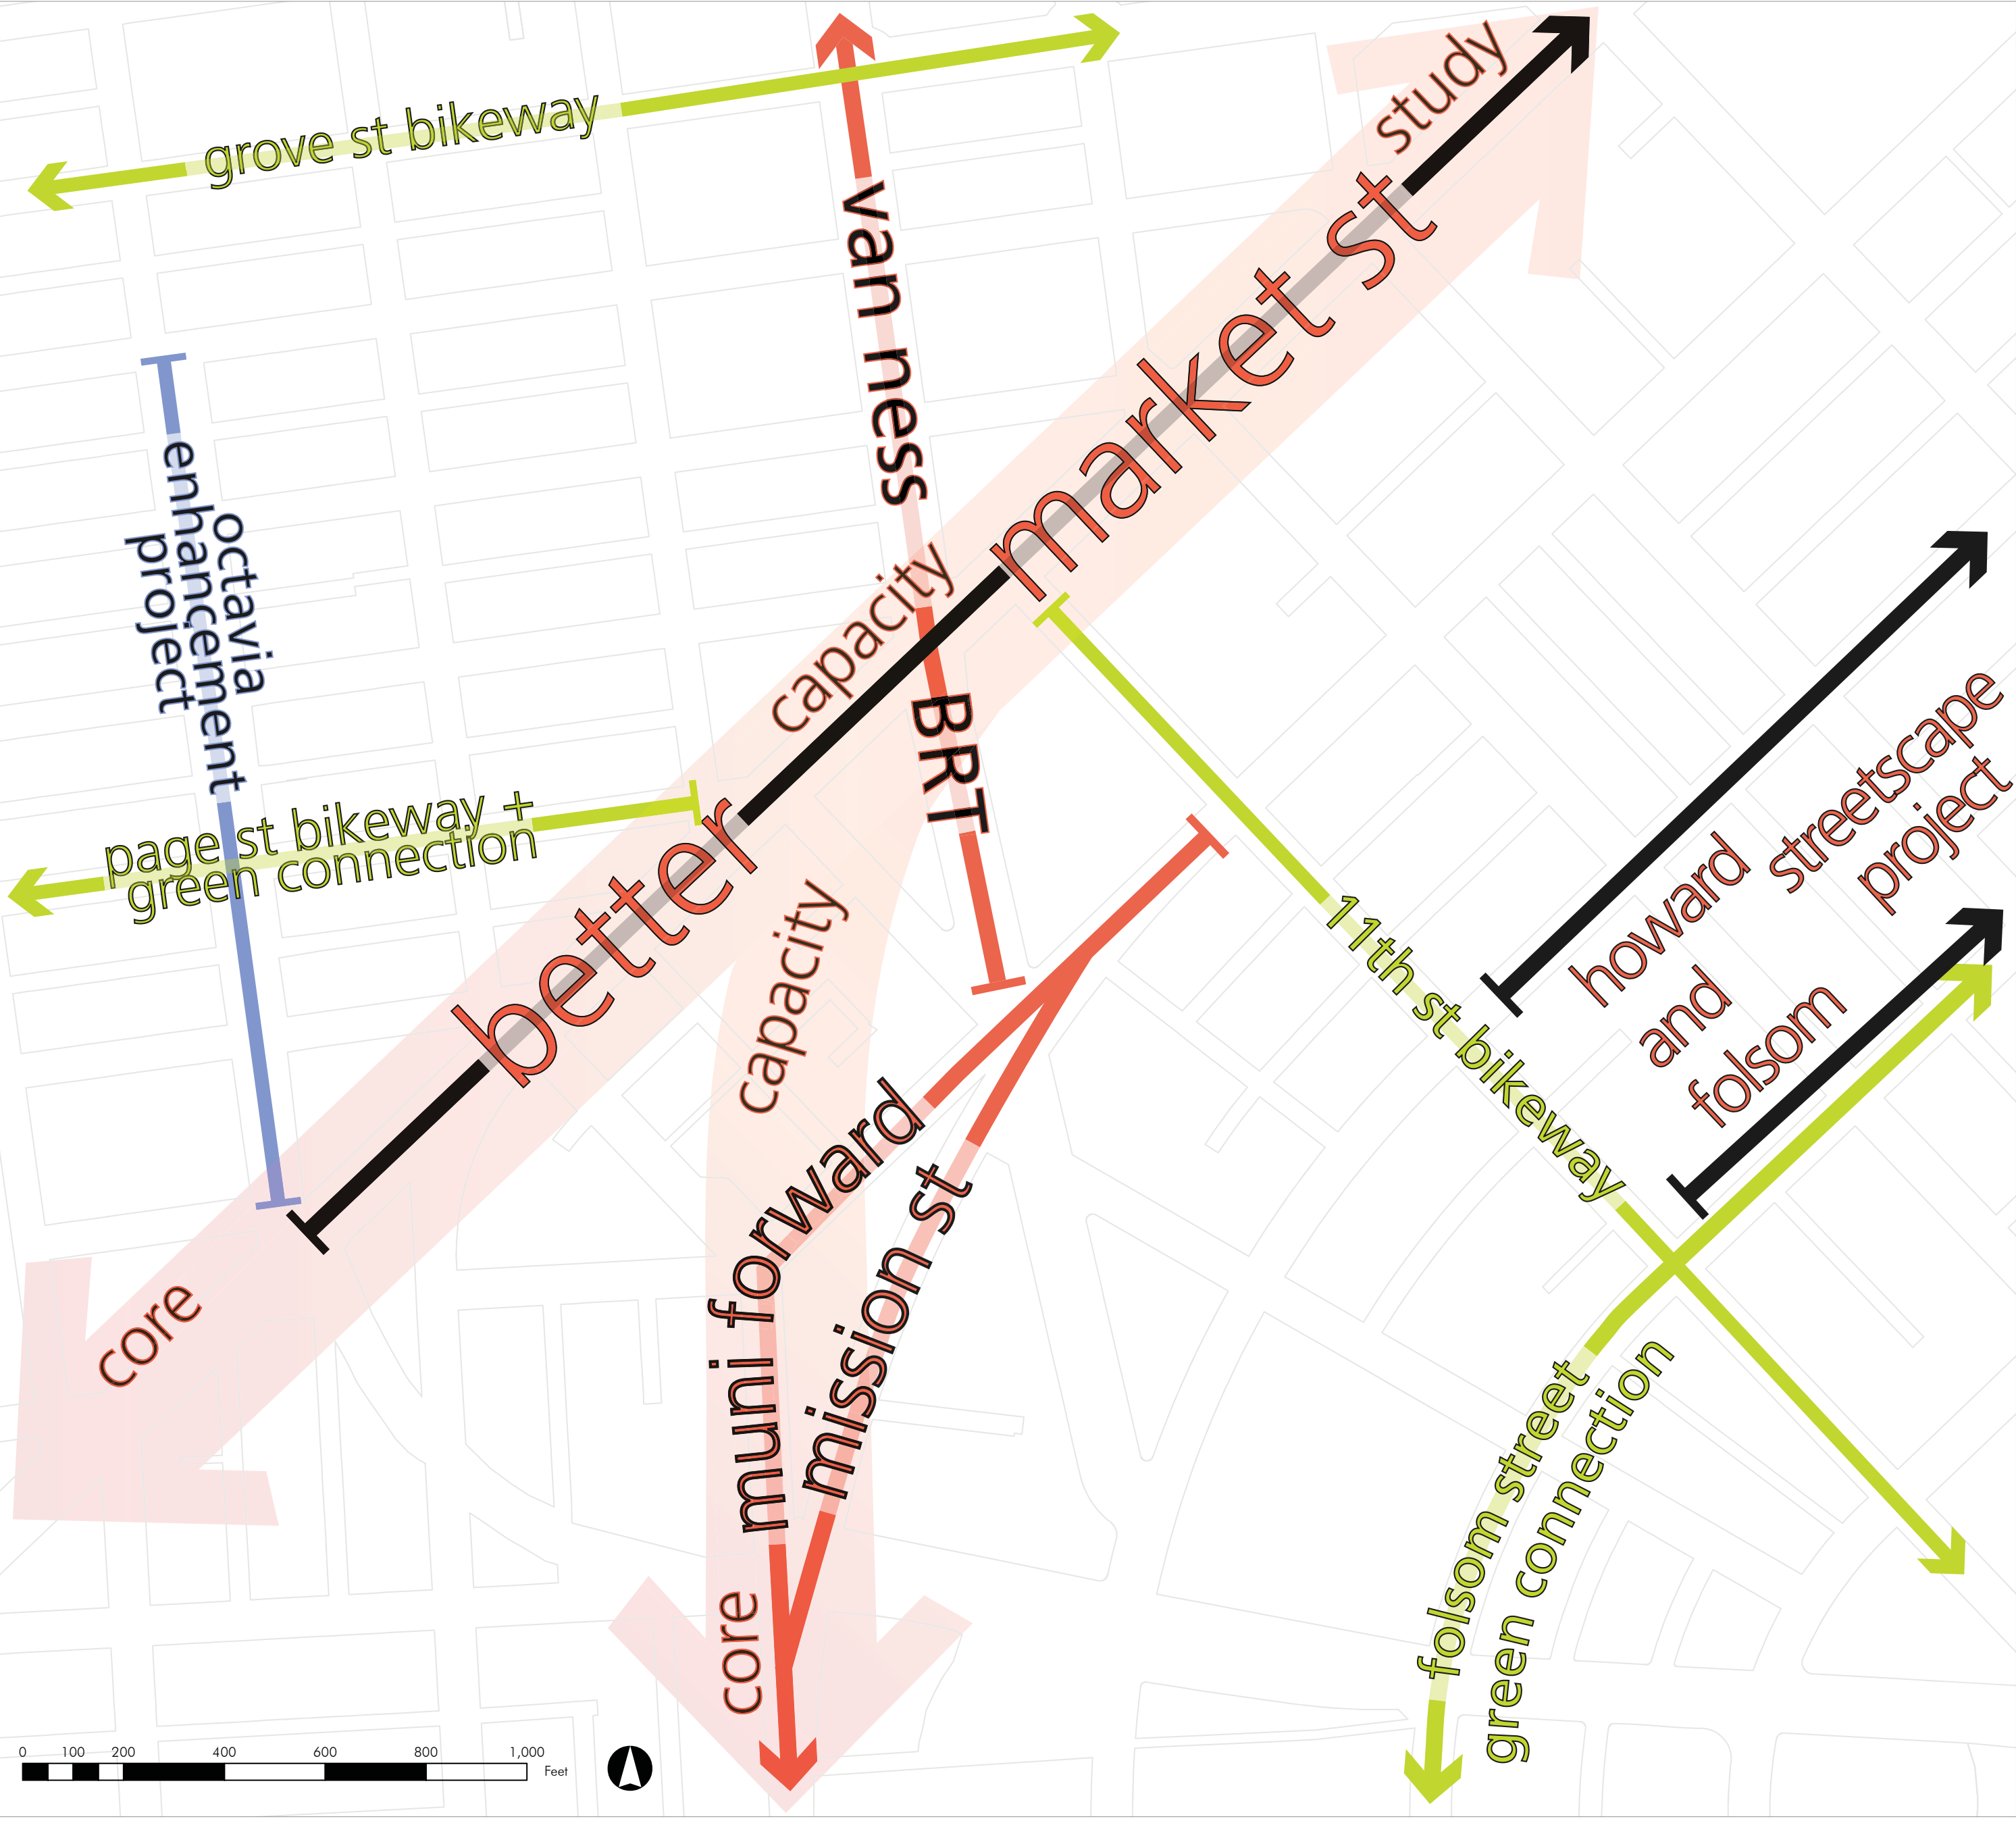 grove st bikeway
van ness BRT
better market st
core capacity study
core capacity
octavia
enhancement
project
page st bikeway +
green connection
muni forward
mission st
11th st bikeway
howard streetscape
and project
folsom
folsom street
green connection
0 100 200 400 600 800 1,000
Feet